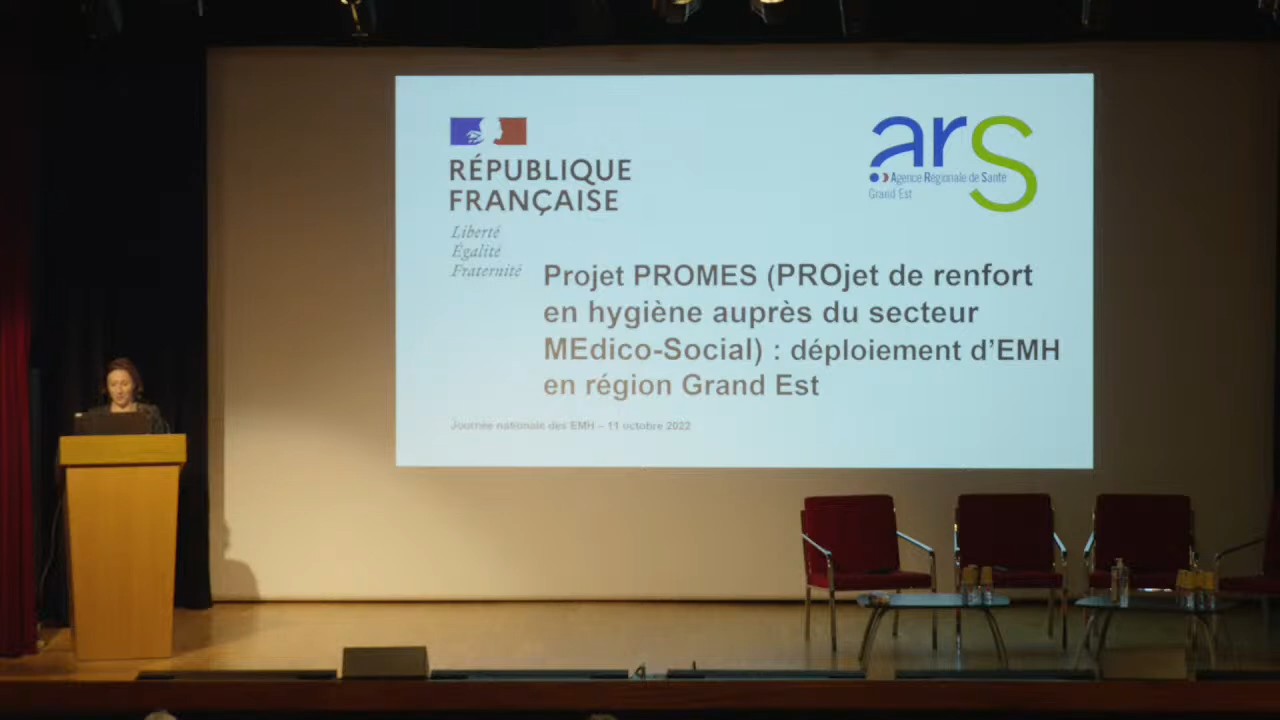 RÉPUBLIQUE
FRANÇAISE
Liberté
Égalité
Fraternité
ars
Agence Régionale de Santé
Grand Est
Projet PROMES (PROjet de renfort
en hygiène auprès du secteur
MEdico-Social) : déploiement d’EMH
en région Grand Est
Journée nationale des EMH – 11 octobre 2022